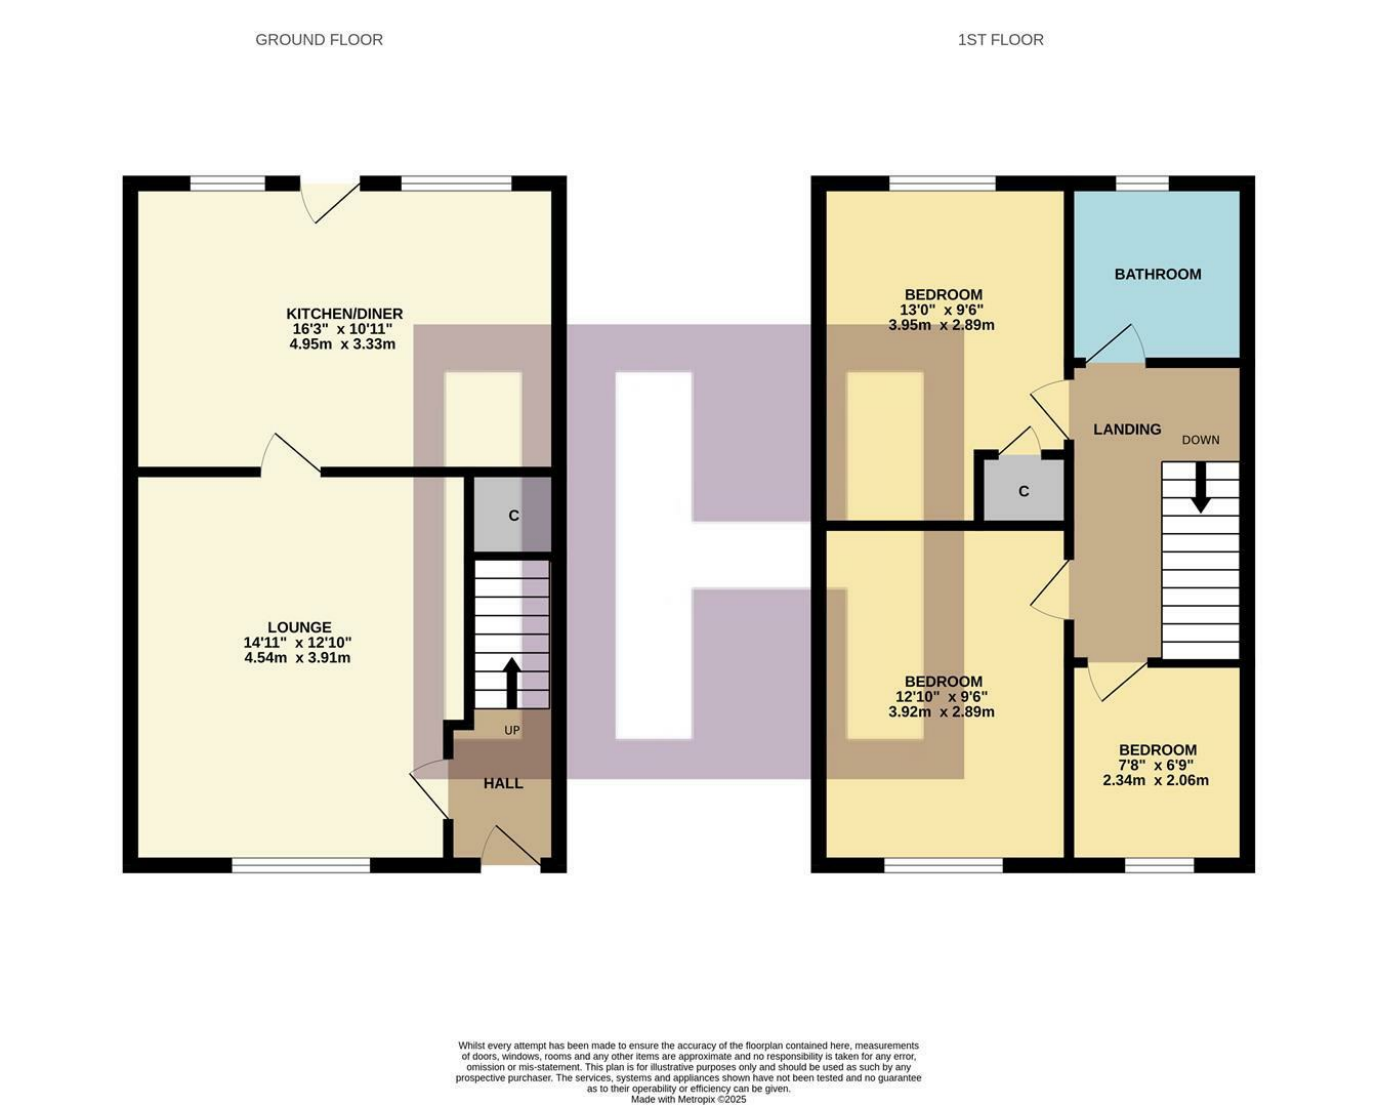 GROUND FLOOR
1ST FLOOR
KITCHEN/DINER
16'3" x 10'11"
4.95m x 3.33m
C
LOUNGE
14'11" x 12'10"
4.54m x 3.91m
UP
HALL
BEDROOM
13'0" x 9'6"
3.95m x 2.89m
BATHROOM
LANDING
DOWN
C
BEDROOM
12'10" x 9'6"
3.92m x 2.89m
BEDROOM
7'8" x 6'9"
2.34m x 2.06m
Whilst every attempt has been made to ensure the accuracy of the floorplan contained here, measurements
of doors, windows, rooms and any other items are approximate and no responsibility is taken for any error,
omission or mis-statement. This plan is for illustrative purposes only and should be used as such by any
prospective purchaser. The services, systems and appliances shown have not been tested and no guarantee
as to their operability or efficiency can be given.
Made with Metropix ©2025